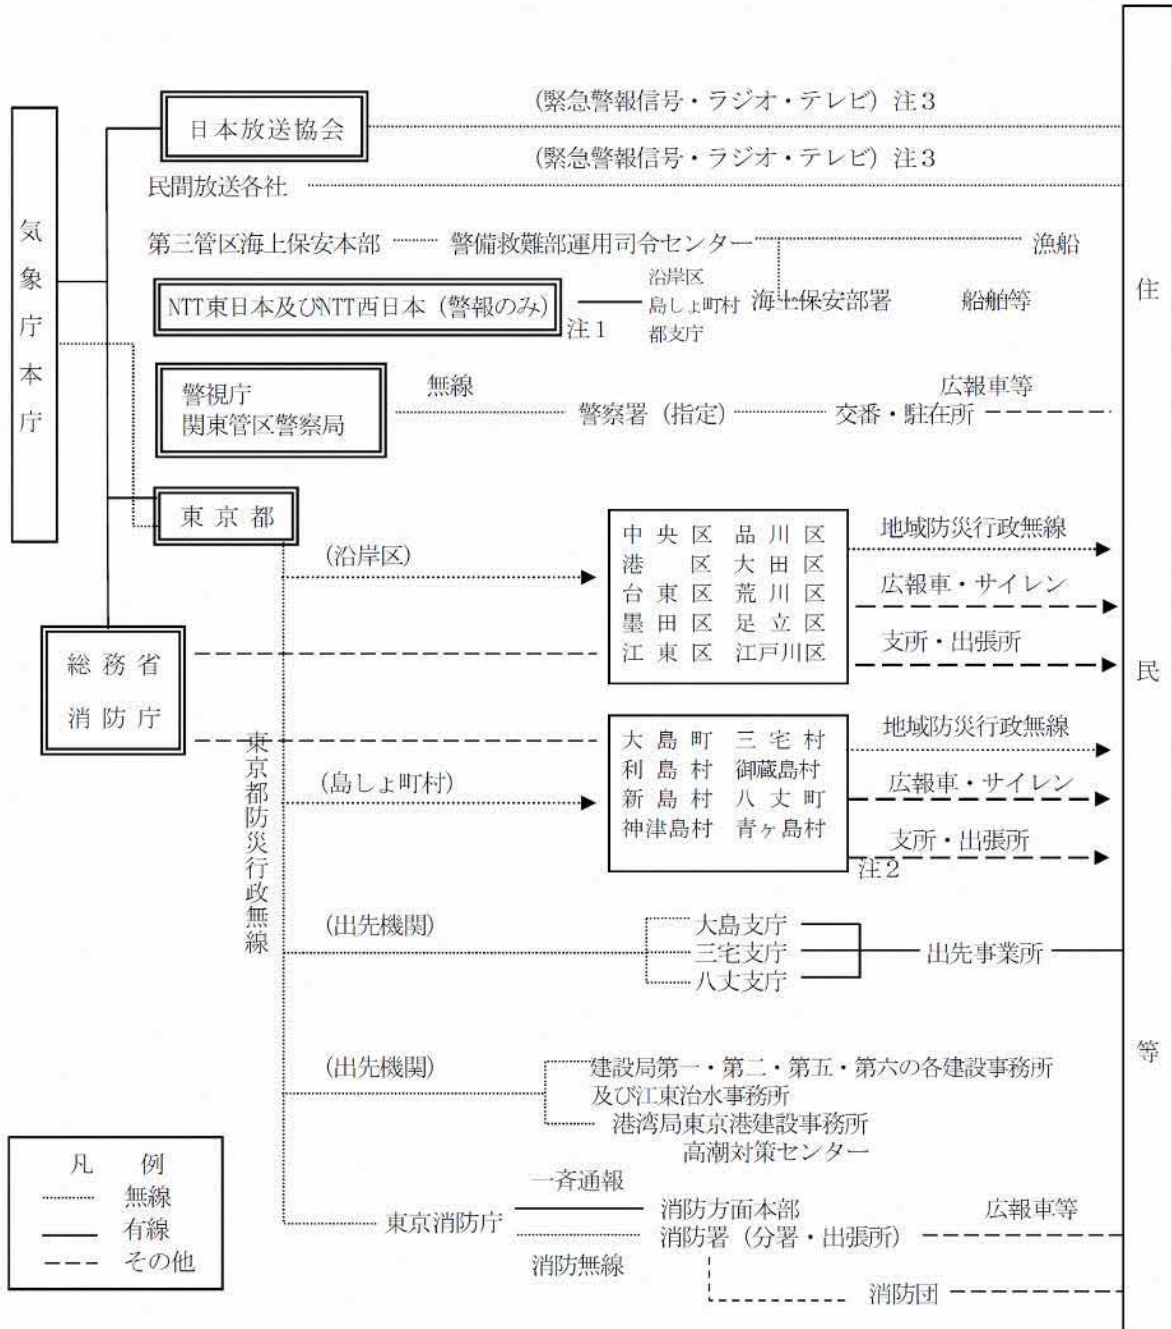 気象庁本庁
日本放送協会
(緊急警報信号・ラジオ・テレビ) 注3
民間放送各社
(緊急警報信号・ラジオ・テレビ) 注3
第三管区海上保安本部
警備救難部運用司令センター
漁船
NTT東日本及びNTT西日本 (警報のみ)
注1
沿岸区
島しょ町村
都支庁
海上保安部署
船舶等
警視庁
関東管区警察局
無線
警察署 (指定)
交番・駐在所
広報車等
東京都
(沿岸区)
中央区 品川区
港区 大田区
台東区 荒川区
墨田区 足立区
江東区 江戸川区
地域防災行政無線
広報車・サイレン
支所・出張所
総務省
消防庁
東京都防災行政無線
(島しょ町村)
大島町 三宅村
利島村 御蔵島村
新島村 八丈町
神津島村 青ヶ島村
注2
地域防災行政無線
広報車・サイレン
支所・出張所
(出先機関)
大島支庁
三宅支庁
八丈支庁
出先事業所
(出先機関)
建設局第一・第二・第五・第六の各建設事務所
及び江東治水事務所
港湾局東京港建設事務所
高潮対策センター
東京消防庁
一斉通報
消防無線
消防方面本部
消防署 (分署・出張所)
広報車等
消防団
住民等
凡 例
無線
有線
その他